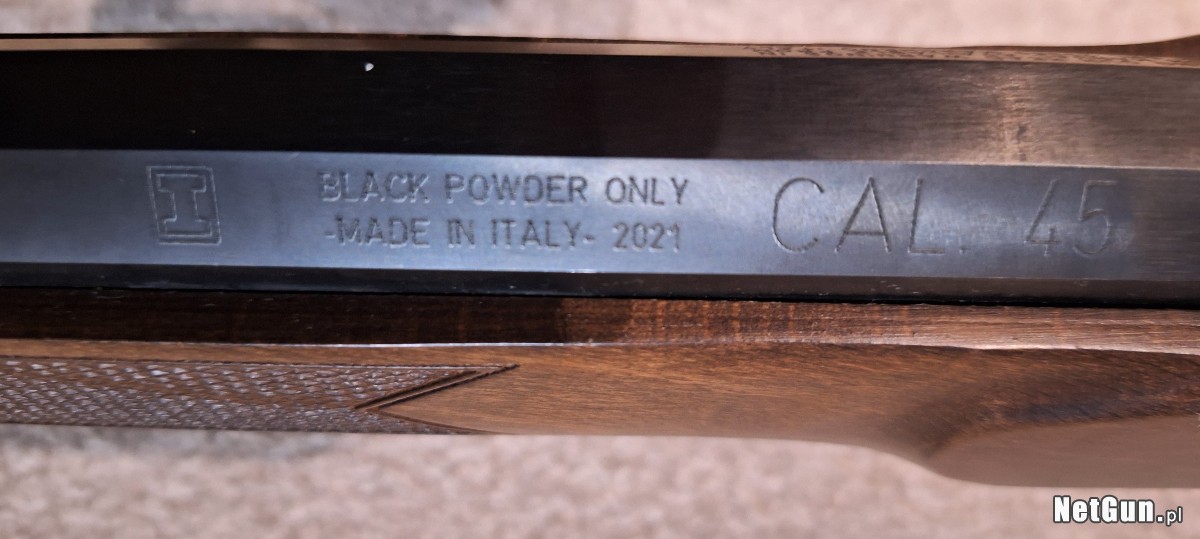 I
BLACK POWDER ONLY
-MADE IN ITALY- 2021
CAL. 45
NetGun.pl